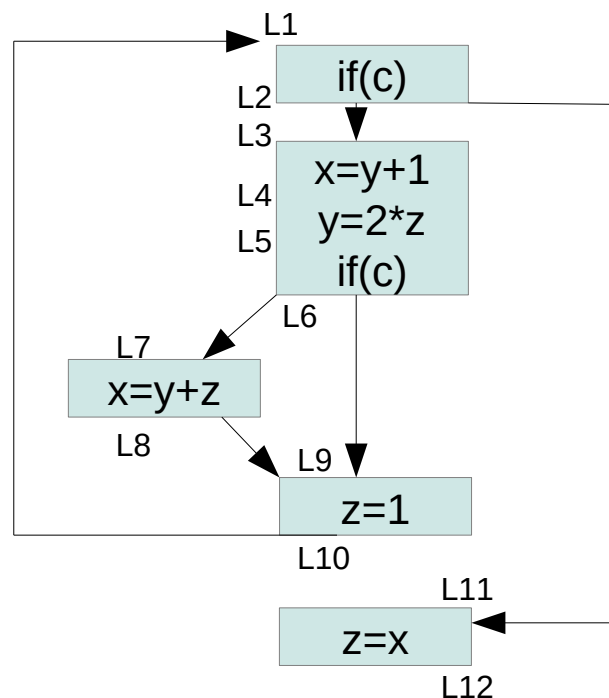 L1
if(c)
L2
L3
x=y+1
L4
y=2*z
L5
if(c)
L6
L7
x=y+z
L8
L9
z=1
L10
L11
z=x
L12